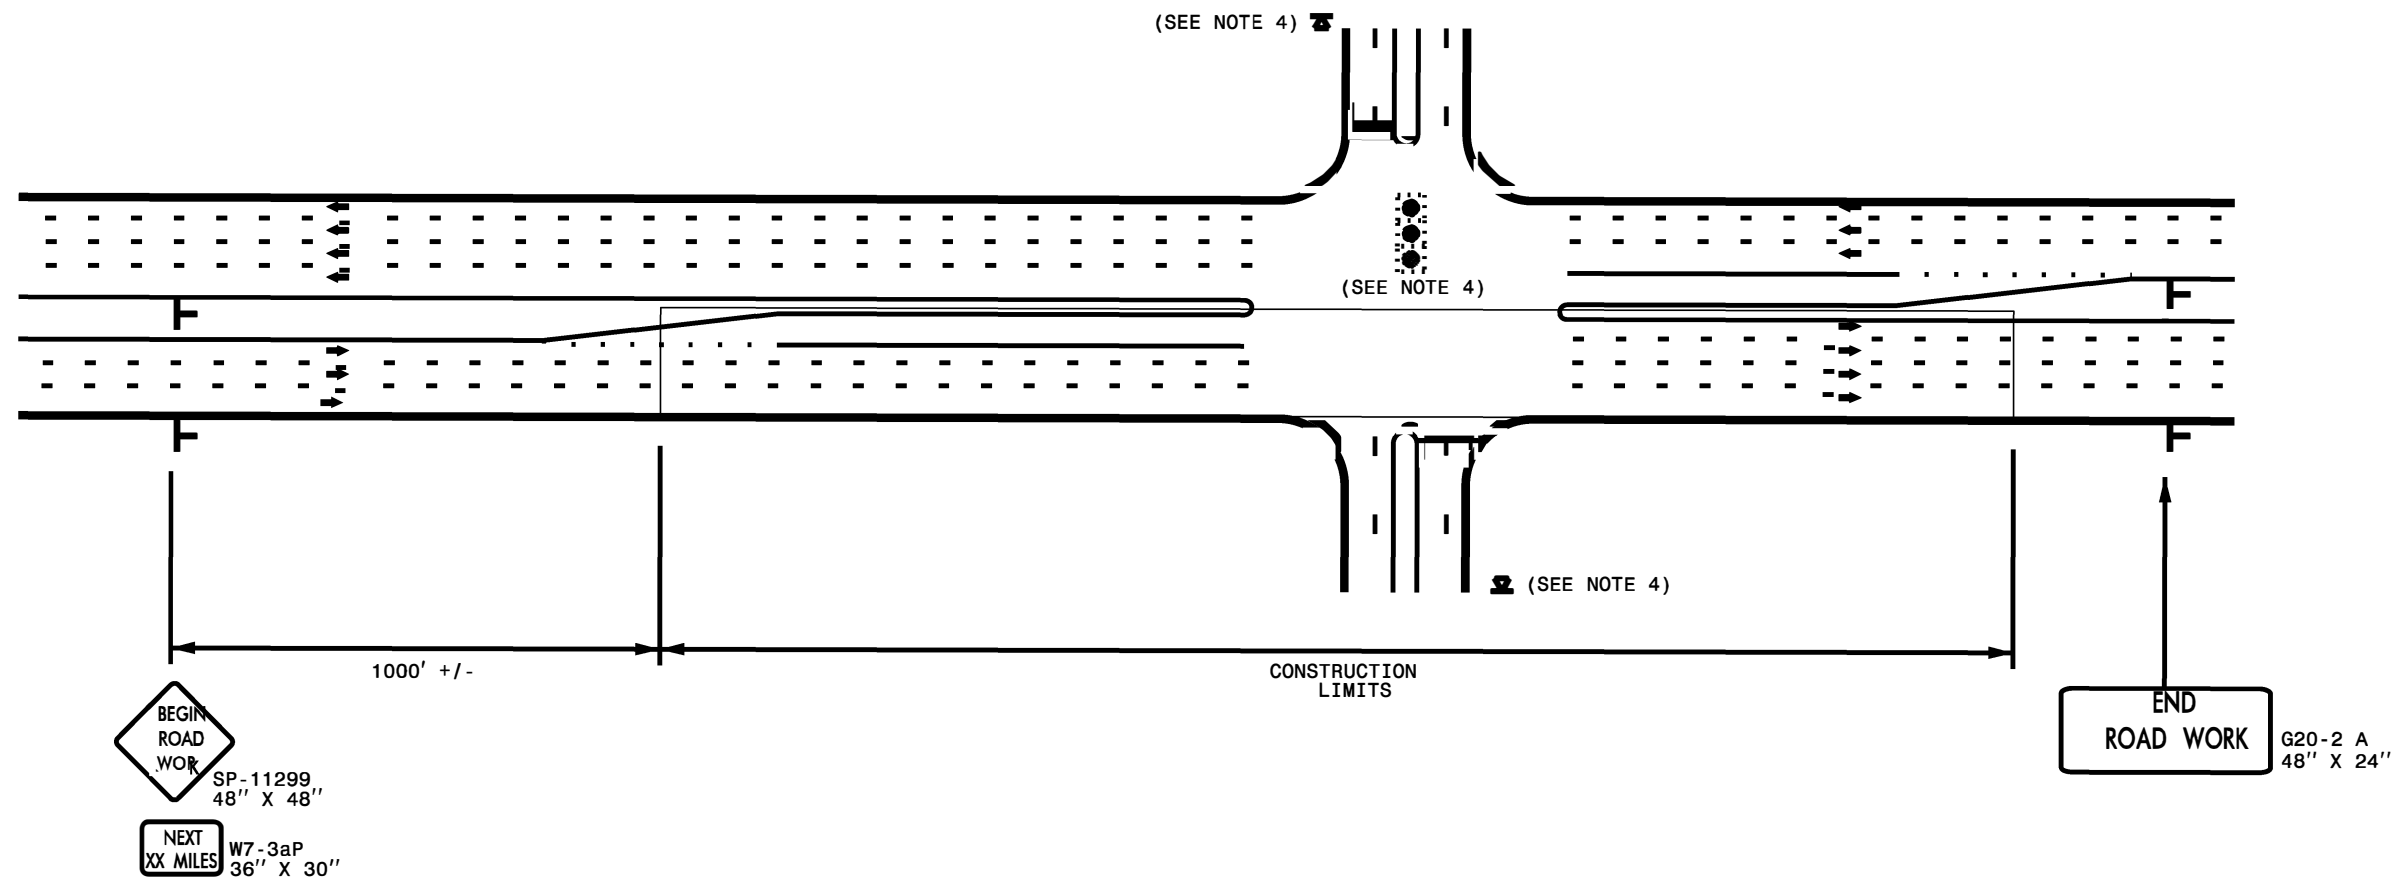 (SEE NOTE 4)
(SEE NOTE 4)
(SEE NOTE 4)
1000' +/-
CONSTRUCTION
LIMITS
BEGIN
ROAD
WORK
SP-11299
48'' X 48''
NEXT
XX MILES
W7-3aP
36'' X 30''
END
ROAD WORK
G20-2 A
48'' X 24''